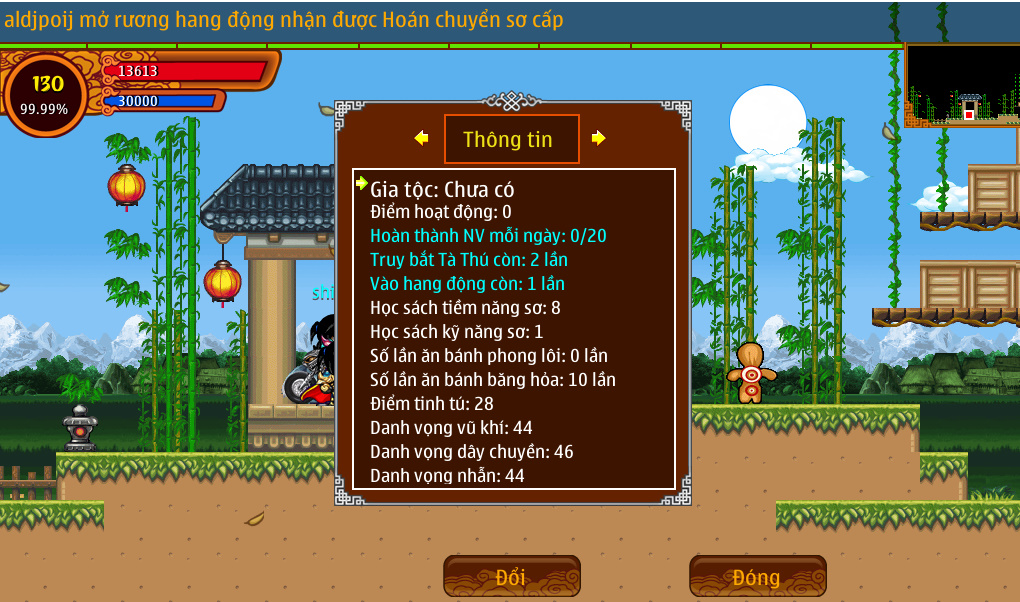 aldjpoij mở rương hang động nhận được Hoán chuyển sơ cấp
130
99.99%
13613
30000
Thông tin
Gia tộc: Chưa có
Điểm hoạt động: 0
Hoàn thành NV mỗi ngày: 0/20
Truy bắt Tà Thú còn: 2 lần
Vào hang động còn: 1 lần
Học sách tiềm năng sơ: 8
Học sách kỹ năng sơ: 1
Số lần ăn bánh phong lôi: 0 lần
Số lần ăn bánh băng hỏa: 10 lần
Điểm tinh tú: 28
Danh vọng vũ khí: 44
Danh vọng dây chuyền: 46
Danh vọng nhẫn: 44
shi
Đổi
Đóng